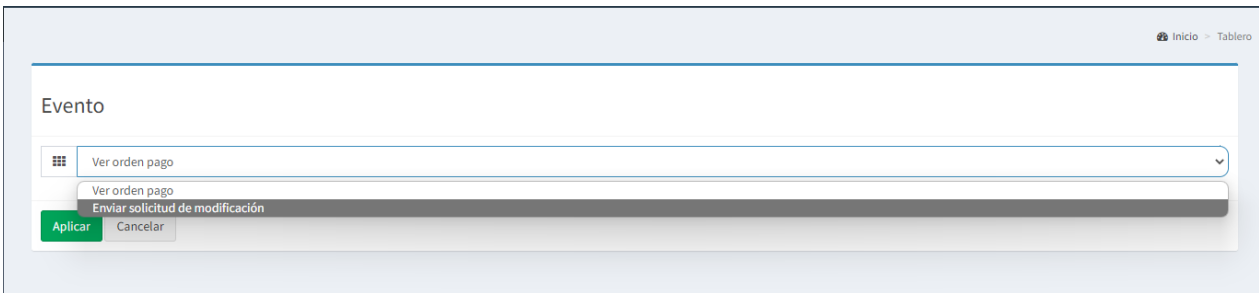 Inicio > Tablero
Evento
Ver orden pago
Ver orden pago
Enviar solicitud de modificación
Aplicar Cancelar